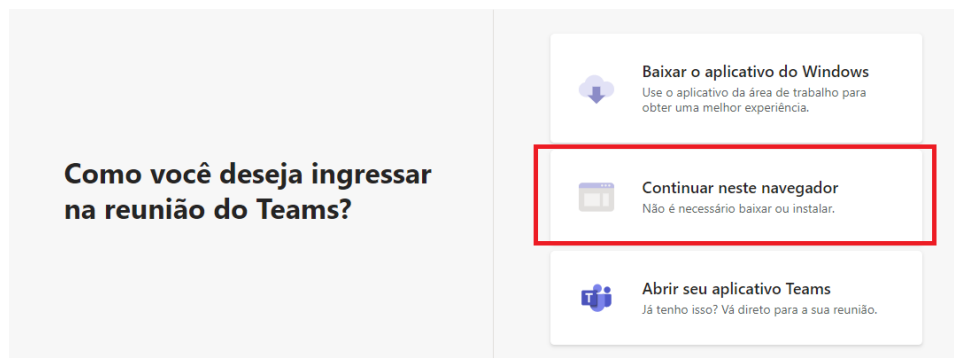 Como você deseja ingressar
na reunião do Teams?
Baixar o aplicativo do Windows
Use o aplicativo da área de trabalho para
obter uma melhor experiência.
Continuar neste navegador
Não é necessário baixar ou instalar.
T
Abrir seu aplicativo Teams
Já tenho isso? Vá direto para a sua reunião.